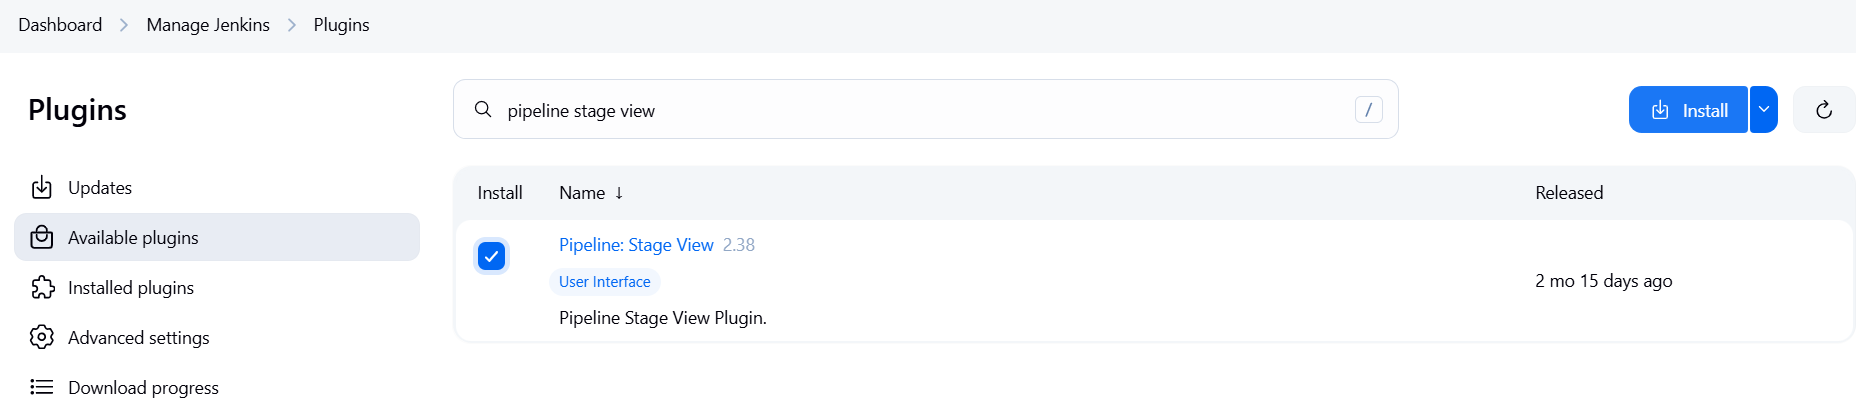 Dashboard > Manage Jenkins > Plugins
Plugins
pipeline stage view /
Install
Updates
Available plugins
Installed plugins
Advanced settings
Download progress
Install Name ↓ Released
Pipeline: Stage View 2.38
User Interface
Pipeline Stage View Plugin.
2 mo 15 days ago